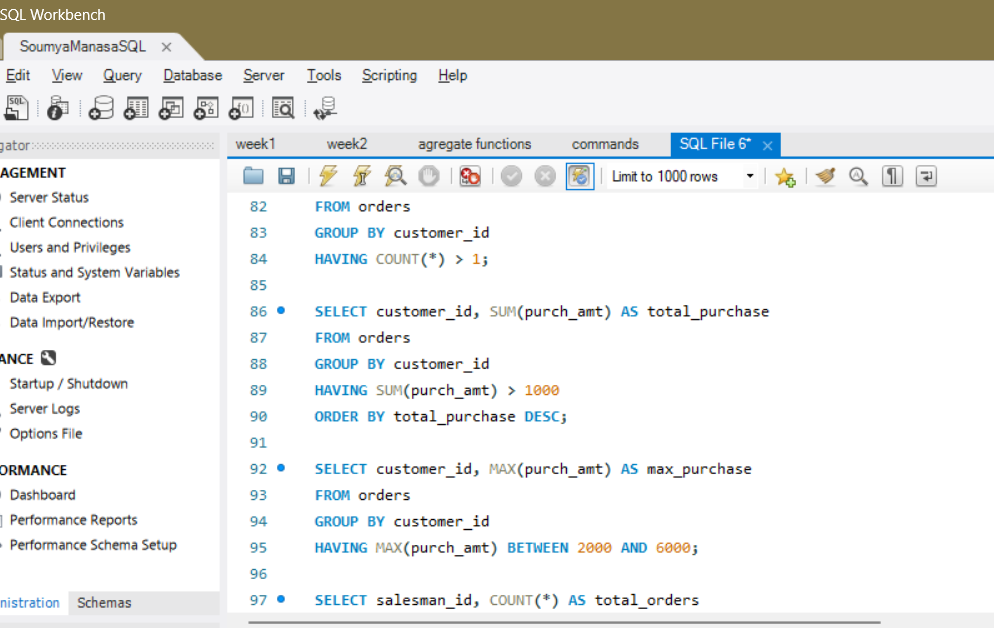 SQL Workbench
SoumyaManasaSQL
Edit View Query Database Server Tools Scripting Help
SQL
week1 week2 agregate functions commands SQL File 6*
Limit to 1000 rows
Server Status
Client Connections
Users and Privileges
Status and System Variables
Data Export
Data Import/Restore
Startup / Shutdown
Server Logs
Options File
Dashboard
Performance Reports
Performance Schema Setup
Schemas
82 FROM orders
83 GROUP BY customer_id
84 HAVING COUNT(*) > 1;
85
86 SELECT customer_id, SUM(purch_amt) AS total_purchase
87 FROM orders
88 GROUP BY customer_id
89 HAVING SUM(purch_amt) > 1000
90 ORDER BY total_purchase DESC;
91
92 SELECT customer_id, MAX(purch_amt) AS max_purchase
93 FROM orders
94 GROUP BY customer_id
95 HAVING MAX(purch_amt) BETWEEN 2000 AND 6000;
96
97 SELECT salesman_id, COUNT(*) AS total_orders